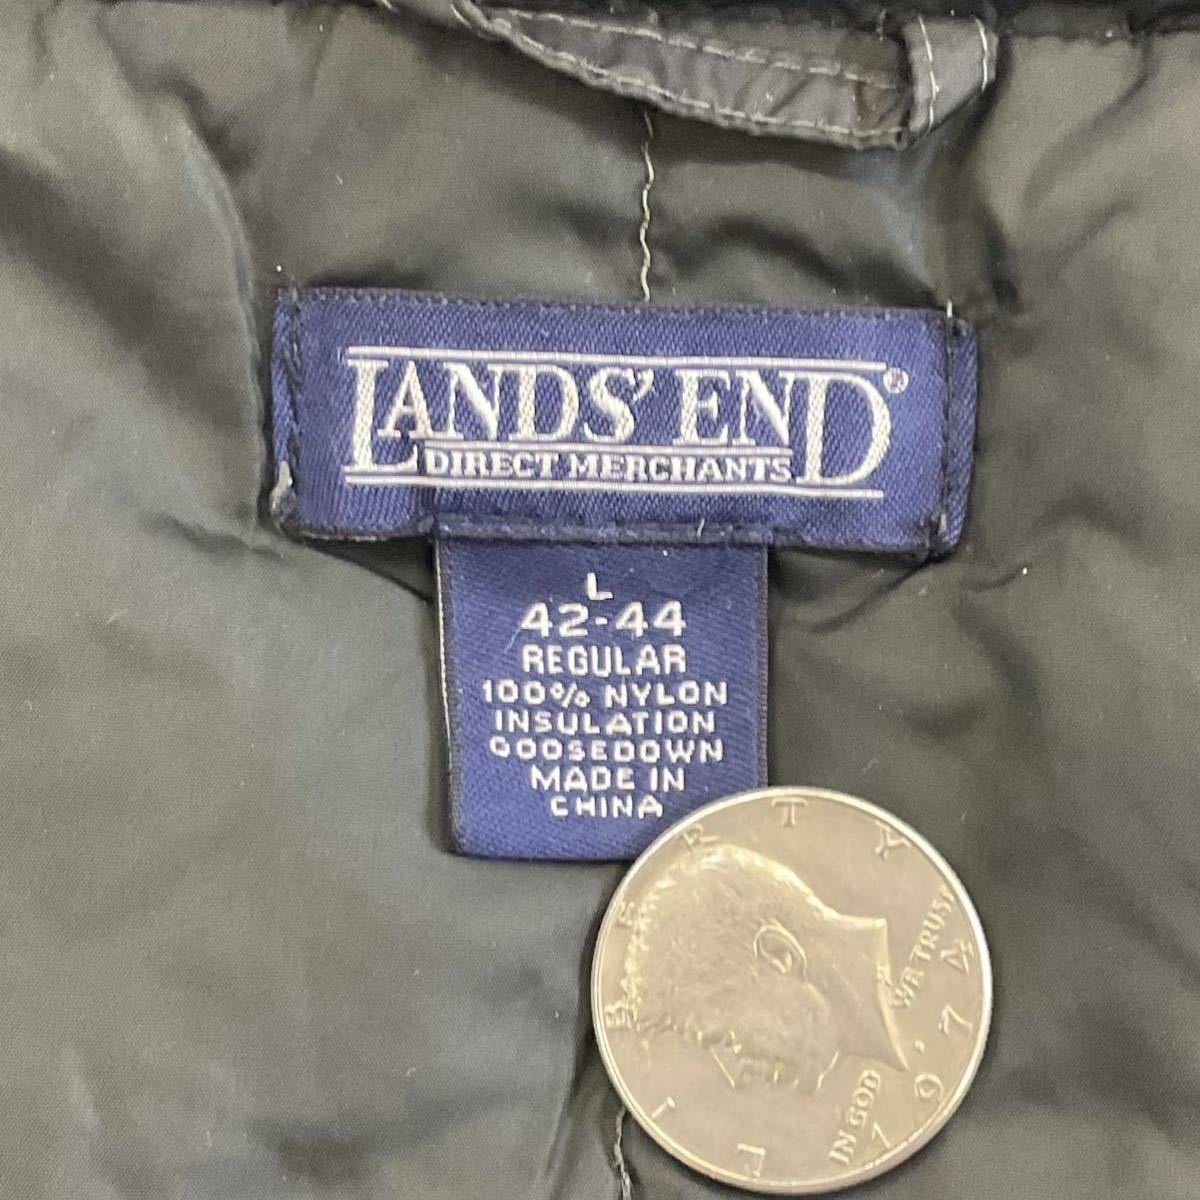 LANDS' END®
DIRECT MERCHANTS
L
42-44
REGULAR
100% NYLON
INSULATION
GOOSEDOWN
MADE IN
CHINA
LIBERTY
IN GOD
WE TRUST
1974